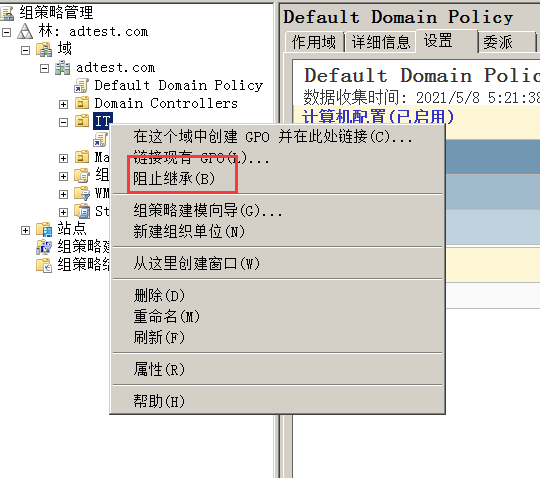 组策略管理
林: adtest.com
域
adtest.com
Default Domain Policy
Domain Controllers
IT
Ma
组
WM
St
站点
组策略建
组策略结
在这个域中创建 GPO 并在此处链接(C)...
链接现有 GPO(L)...
阻止继承(B)
组策略建模向导(G)...
新建组织单位(N)
从这里创建窗口(W)
删除(D)
重命名(M)
刷新(F)
属性(R)
帮助(H)
Default Domain Policy
作用域 详细信息 设置 委派
Default Domain Polic
数据收集时间: 2021/5/8 5:21:38
计算机配置(已启用)